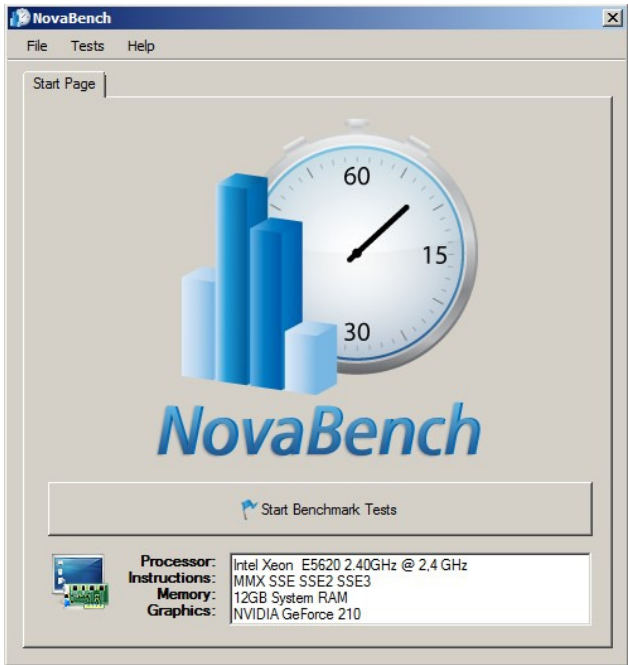 NovaBench
File Tests Help
Start Page
60
15
30
NovaBench
Start Benchmark Tests
Processor: Intel Xeon E5620 2.40GHz @ 2,4 GHz
Instructions: MMX SSE SSE2 SSE3
Memory: 12GB System RAM
Graphics: NVIDIA GeForce 210